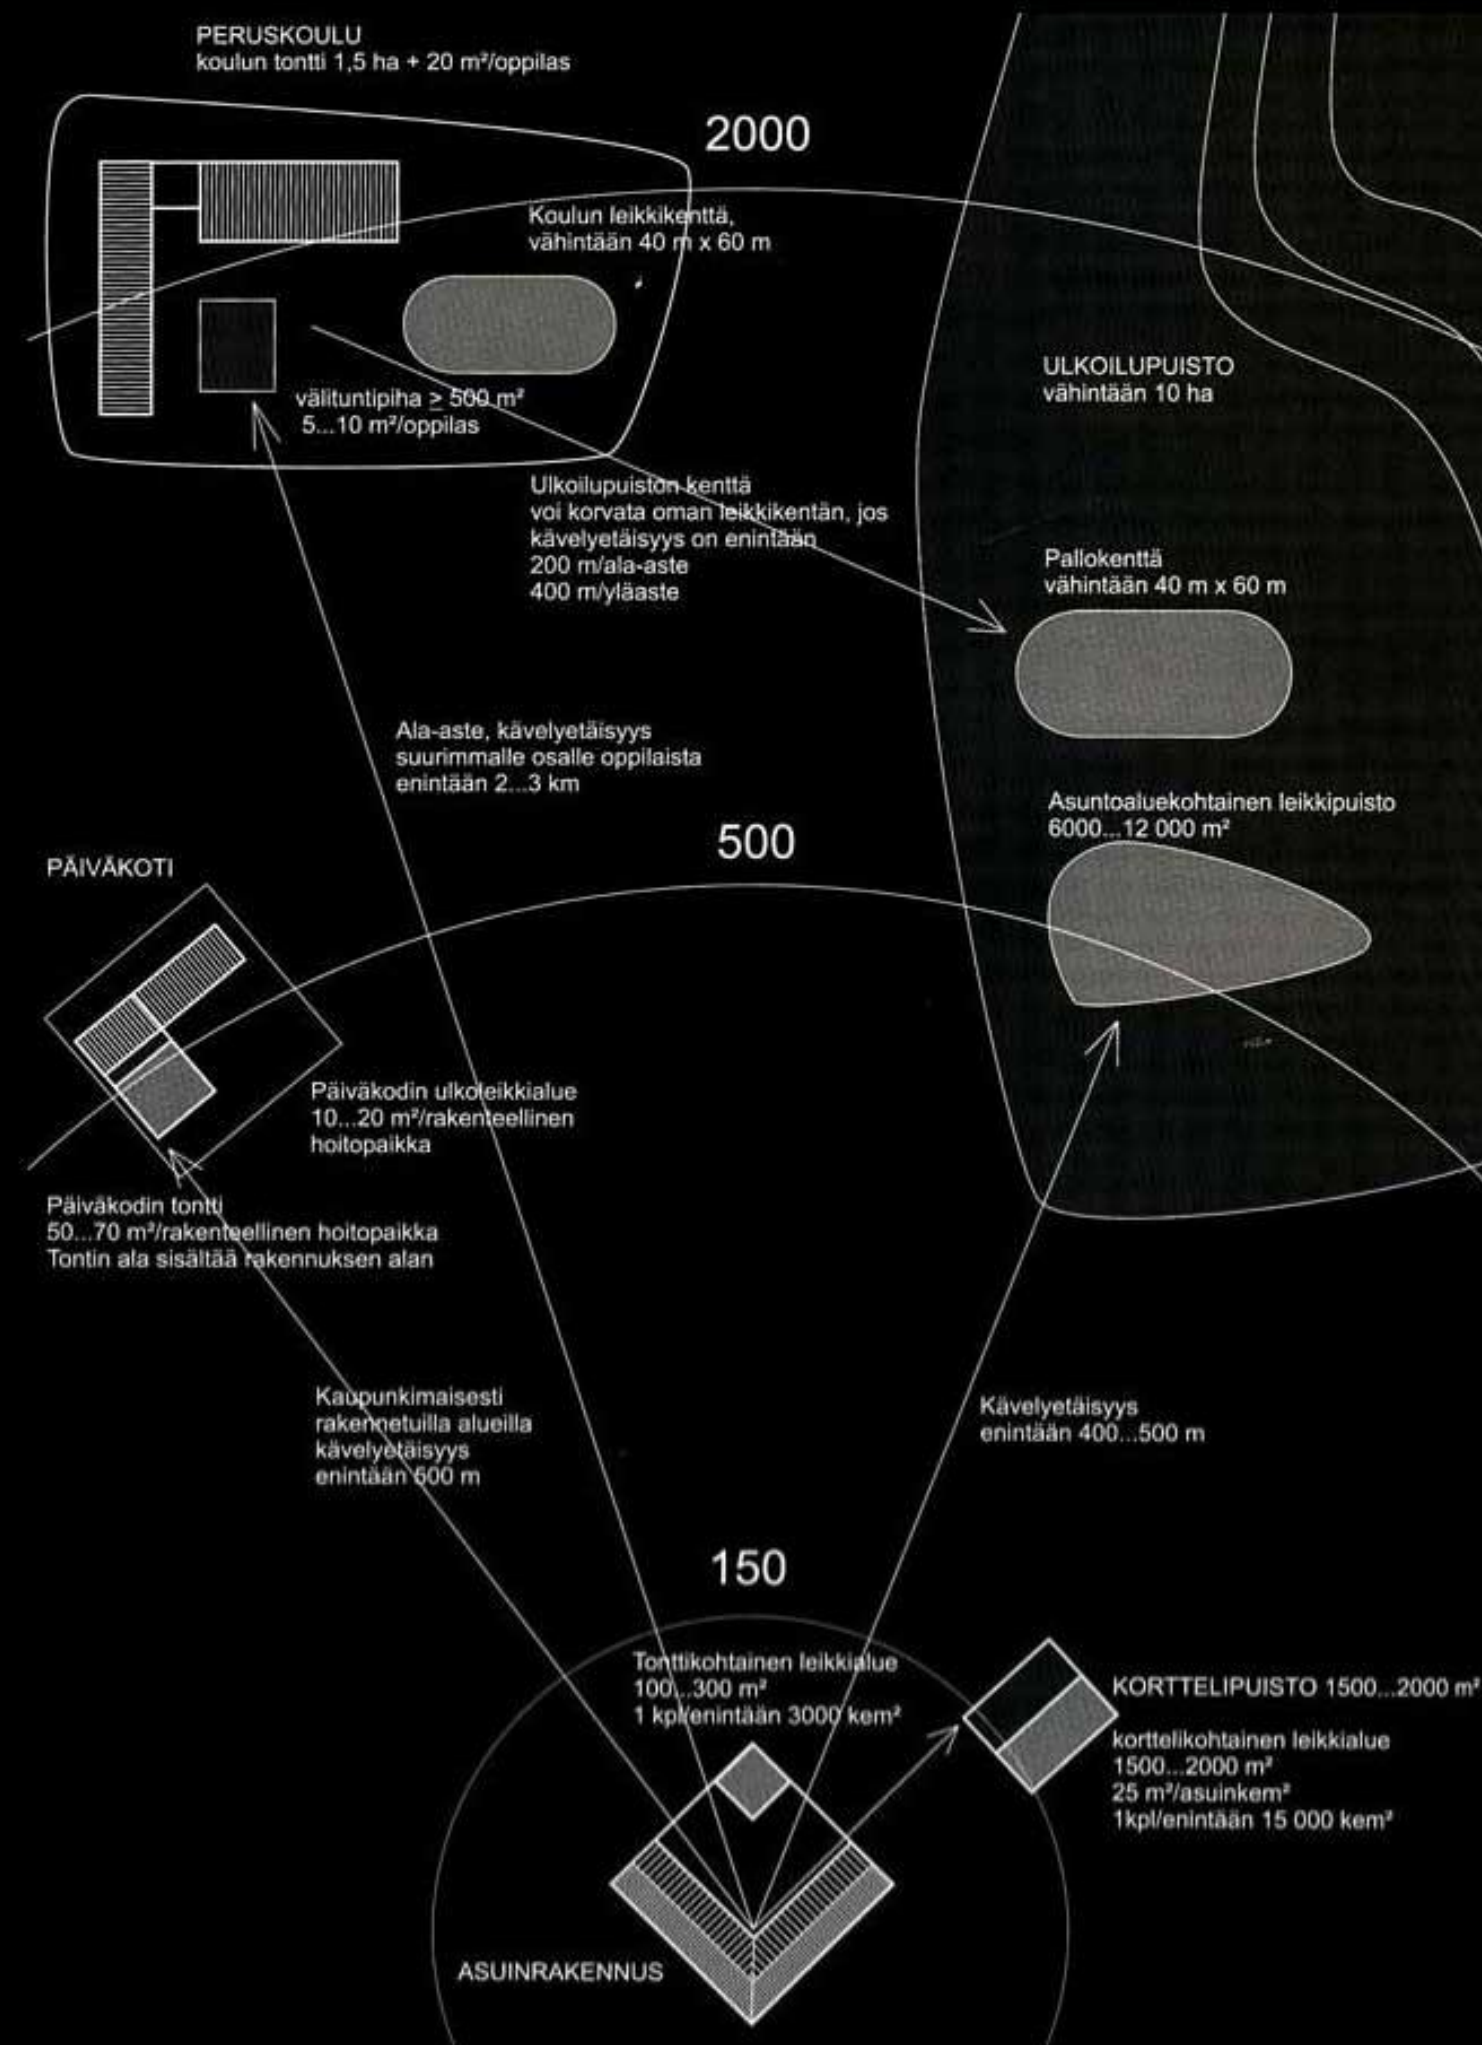 PERUSKOULU
koulun tontti 1,5 ha + 20 m²/oppilas
2000
Koulun leikkikenttä,
vähintään 40 m x 60 m
välituntipiha ≥ 500 m²
5...10 m²/oppilas
ULKOILUPUISTO
vähintään 10 ha
Ulkoilupuiston kenttä
voi korvata oman leikkikentän, jos
kävelyetäisyys on enintään
200 m/ala-aste
400 m/yläaste
Pallokenttä
vähintään 40 m x 60 m
Ala-aste, kävelyetäisyys
suurimmalle osalle oppilaista
enintään 2...3 km
Asuntoaluekohtainen leikkipuisto
6000...12 000 m²
500
PÄIVÄKOTI
Päiväkodin ulkoleikkialue
10...20 m²/rakenteellinen
hoitopaikka
Päiväkodin tontti
50...70 m²/rakenteellinen hoitopaikka
Tontin ala sisältää rakennuksen alan
Kaupunkimaisesti
rakennetuilla alueilla
kävelyetäisyys
enintään 500 m
Kävelyetäisyys
enintään 400...500 m
150
Tonttikohtainen leikkialue
100...300 m²
1 kpl/enintään 3000 kem²
KORTTELIPUISTO 1500...2000 m²
korttelikohtainen leikkialue
1500...2000 m²
25 m²/asuinkem²
1kpl/enintään 15 000 kem²
ASUINRAKENNUS